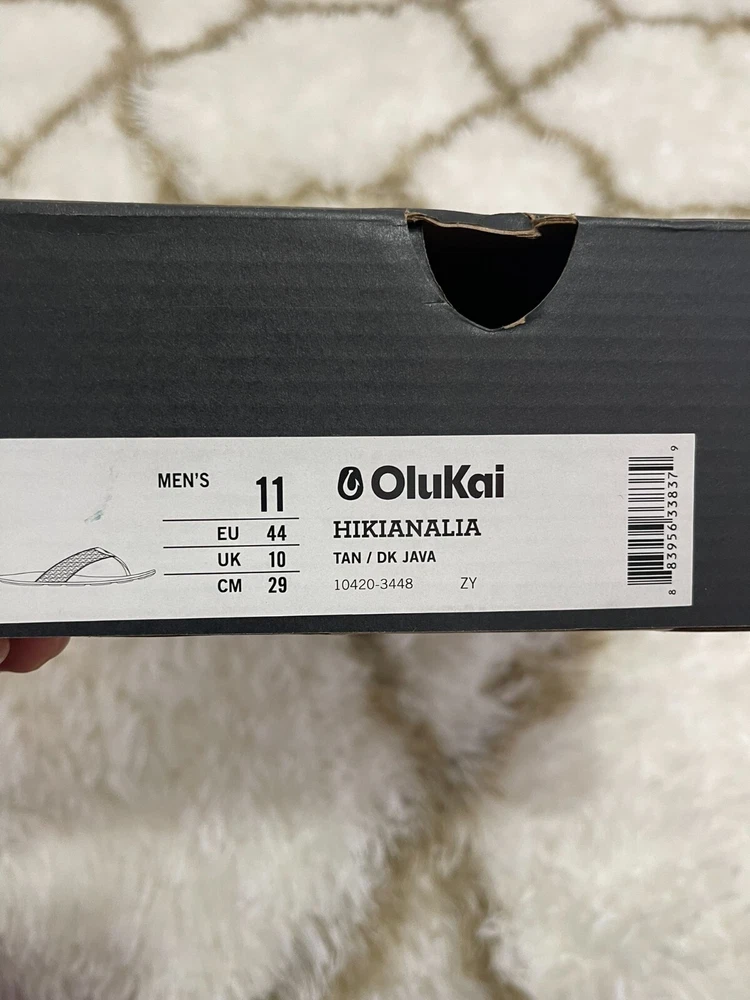 MEN'S 11
EU 44
UK 10
CM 29
OluKai
HIKIANALIA
TAN / DK JAVA
10420-3448 ZY
8 83956 33837 9